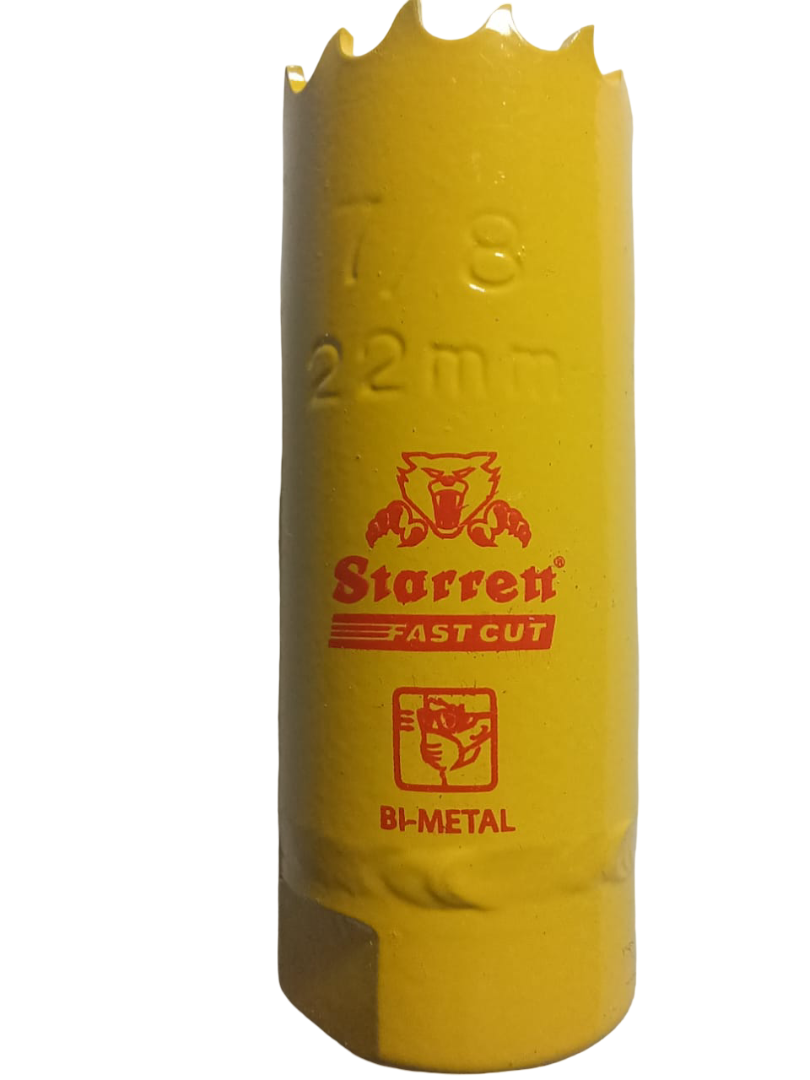 7/8
22mm
Starrett®
FAST CUT
BI-METAL